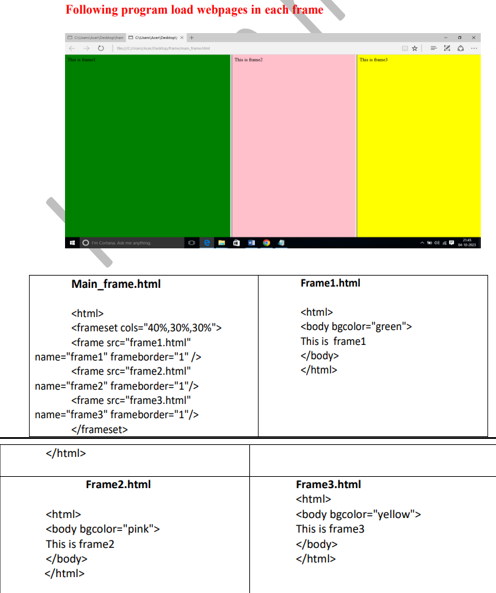 Following program load webpages in each frame
This is frame1
This is frame2
This is frame3
I'm Cortana. Ask me anything.
21:45
Main_frame.html
<html>
<frameset cols="40%,30%,30%">
<frame src="frame1.html"
name="frame1" frameborder="1" />
<frame src="frame2.html"
name="frame2" frameborder="1"/>
<frame src="frame3.html"
name="frame3" frameborder="1"/>
</frameset>
Frame1.html
<html>
<body bgcolor="green">
This is  frame1
</body>
</html>
</html>
Frame2.html
<html>
<body bgcolor="pink">
This is frame2
</body>
</html>
Frame3.html
<html>
<body bgcolor="yellow">
This is frame3
</body>
</html>